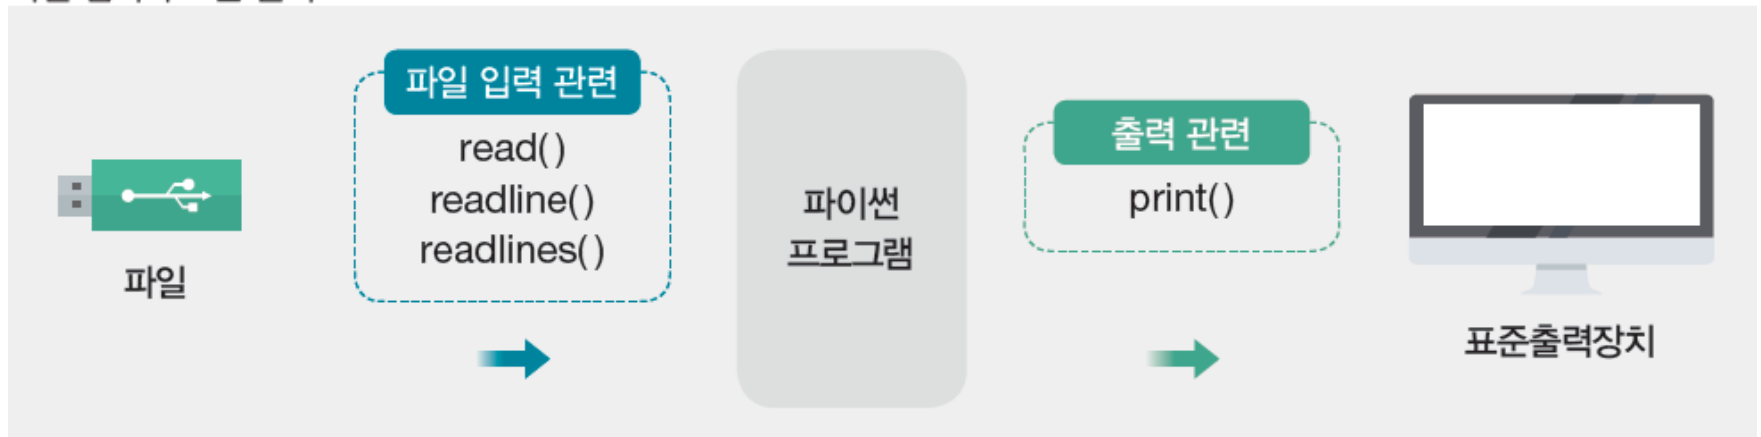 파일 입력 관련
read()
readline()
readlines()
파일
파이썬
프로그램
출력 관련
print()
표준출력장치